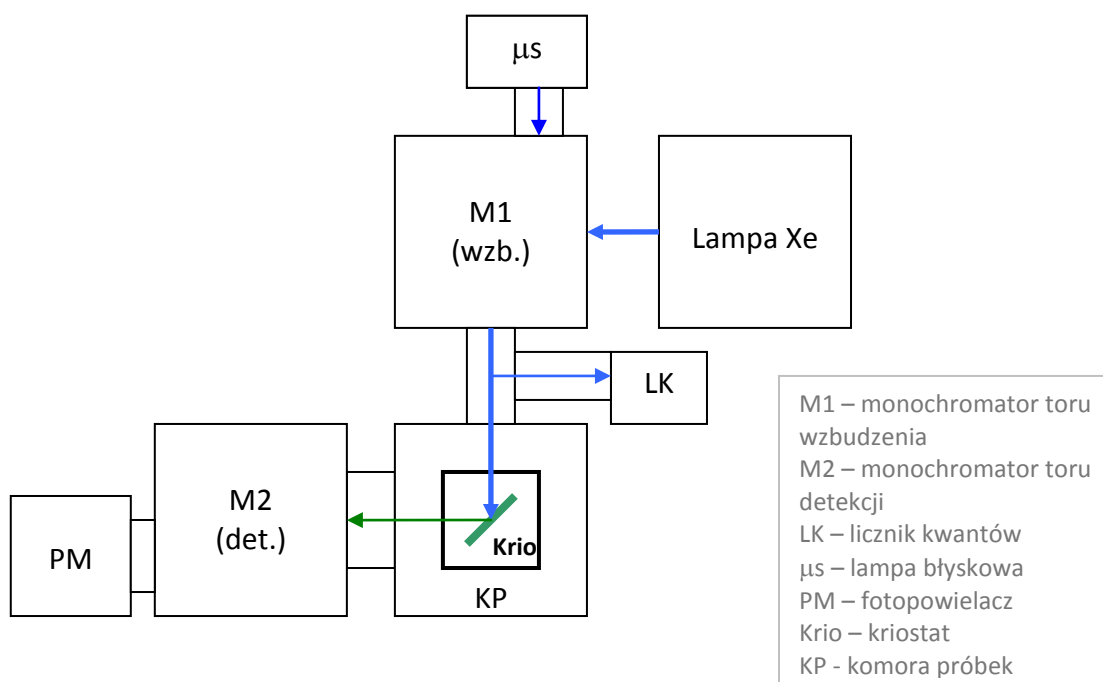 μs
M1
(wzb.)
Lampa Xe
LK
M2
(det.)
PM
Krio
KP
M1 – monochromator toru
wzbudzenia
M2 – monochromator toru
detekcji
LK – licznik kwantów
μs – lampa błyskowa
PM – fotopowielacz
Krio – kriostat
KP - komora próbek